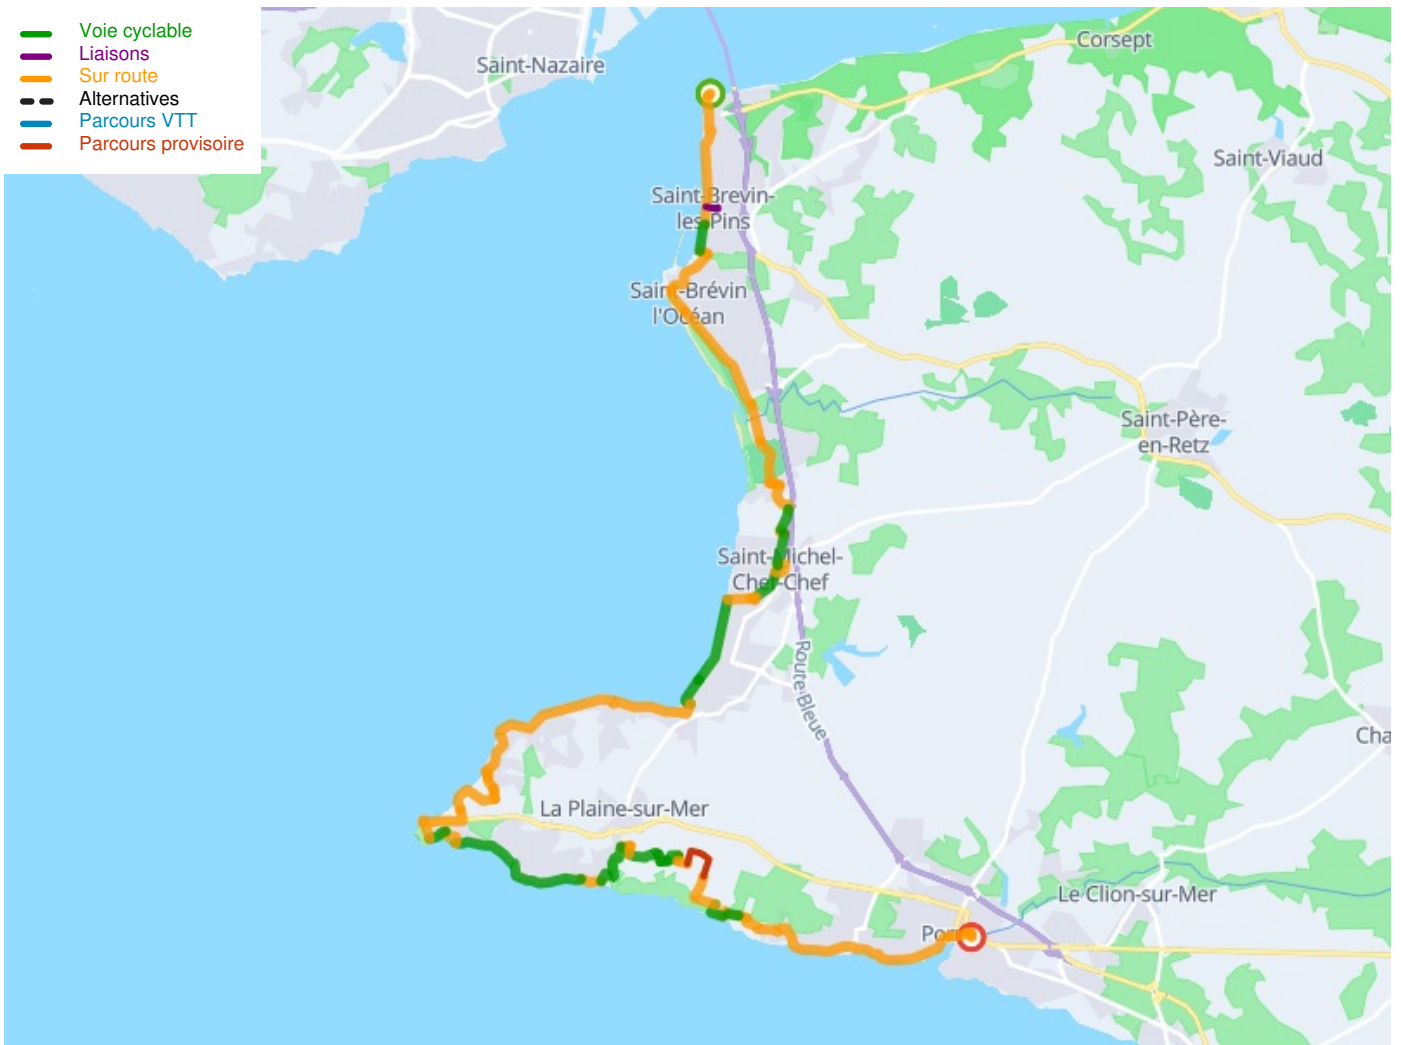 Voie cyclable
Liaisons
Sur route
Alternatives
Parcours VTT
Parcours provisoire
Corsept
Saint-Nazaire
Saint-Viaud
Saint-Brevin-
les-Pins
Saint-Brévin
l'Océan
Saint-Père-
en-Retz
Saint-Michel-
Chef-Chef
Route Bleue
Cha
La Plaine-sur-Mer
Le Clion-sur-Mer
Por